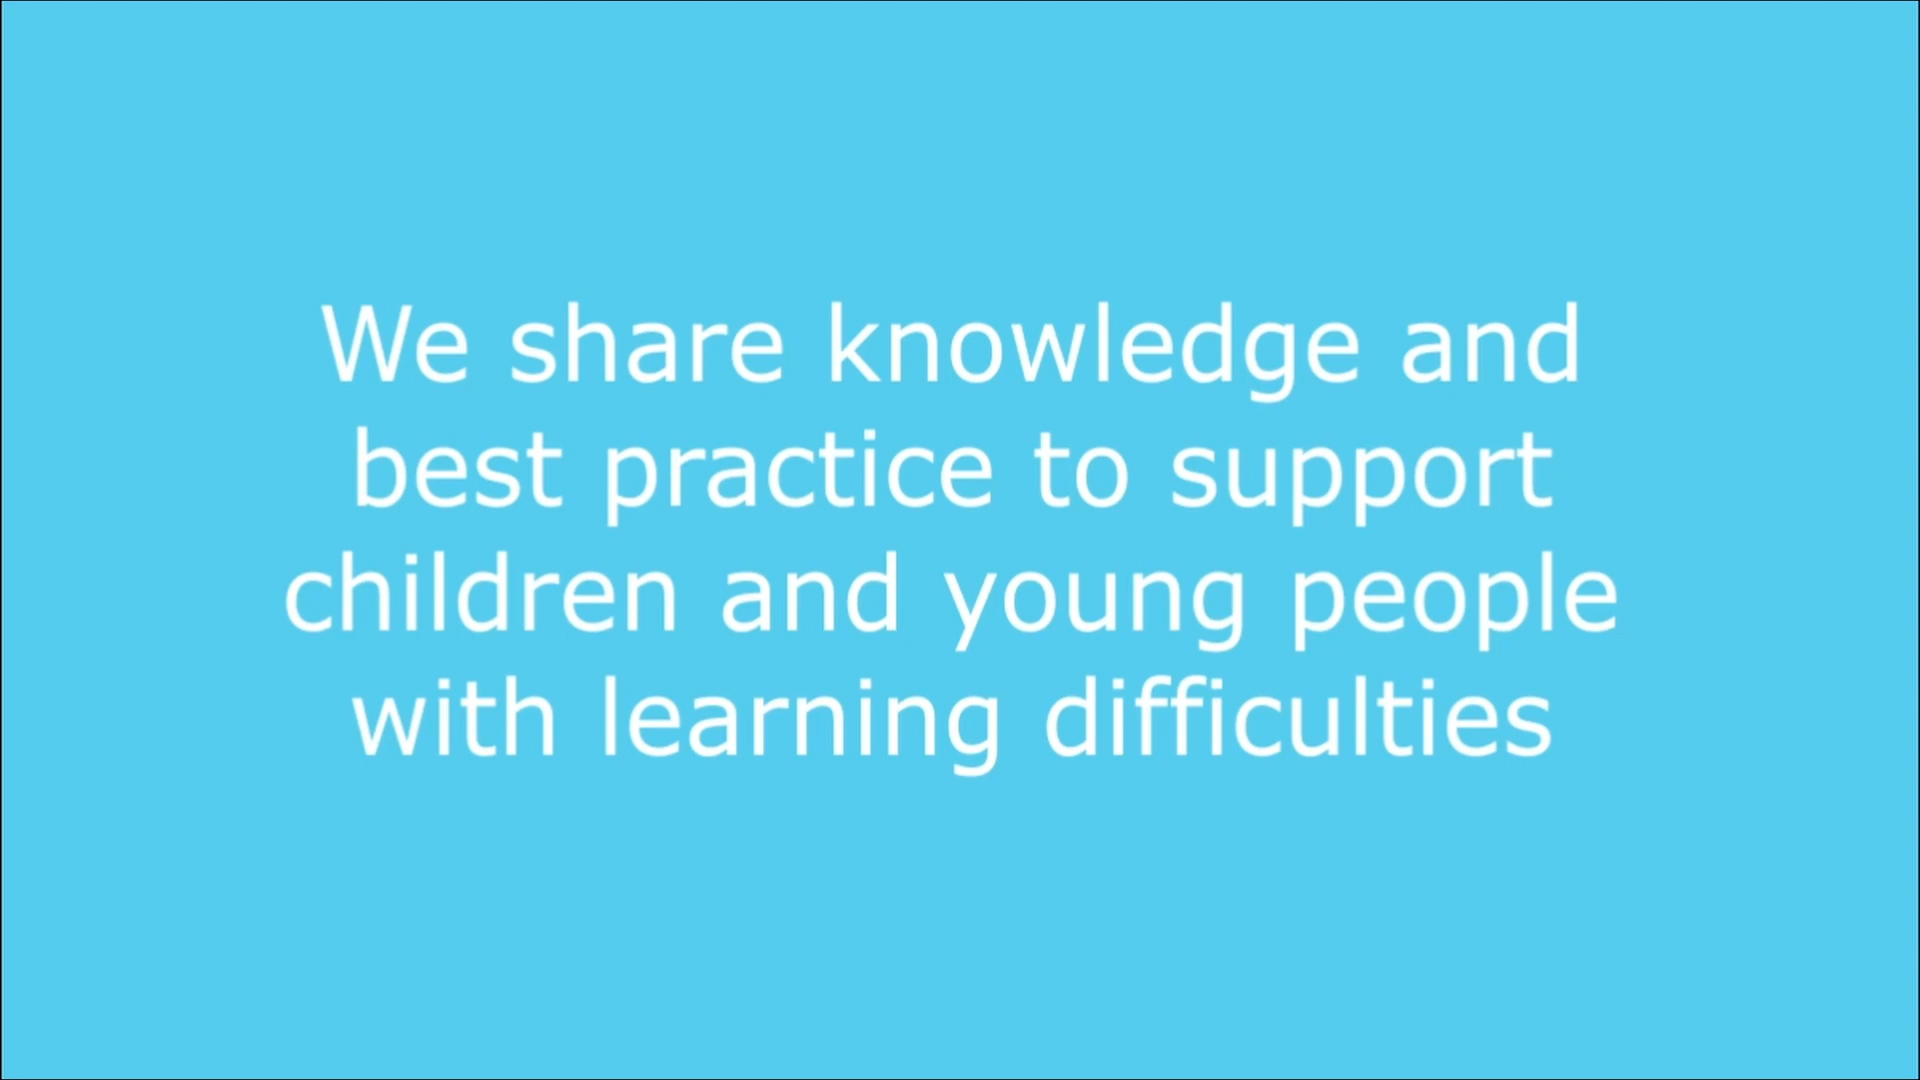 We share knowledge and
best practice to support
children and young people
with learning difficulties